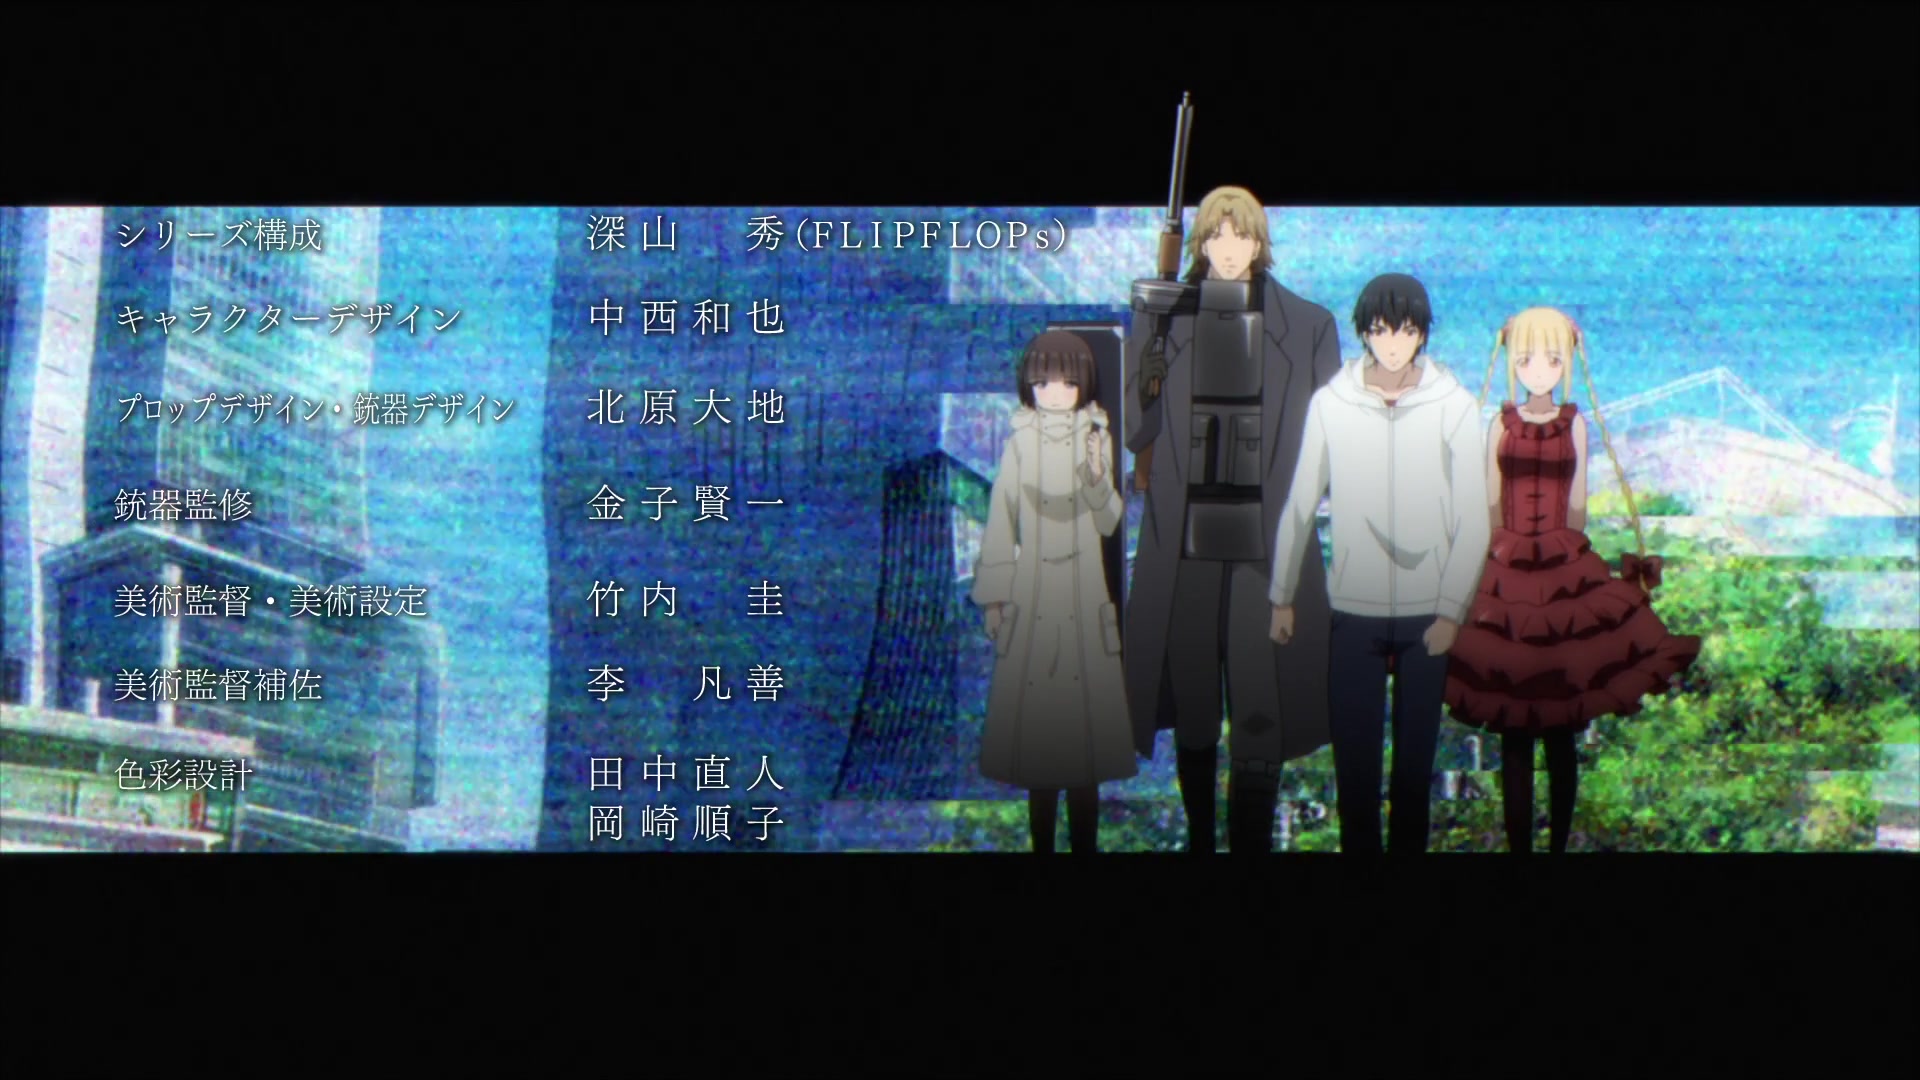 シリーズ構成 深山 秀(FLIPFLOPs)
キャラクターデザイン 中西和也
プロップデザイン・銃器デザイン 北原大地
銃器監修 金子賢一
美術監督・美術設定 竹内 圭
美術監督補佐 李 凡善
色彩設計 田中直人
岡崎順子